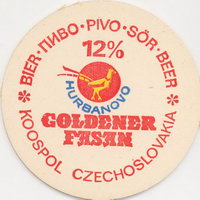 BIER · ПИВО · PIVO · SÖR · BEER
12%
HURBANOVO
GOLDENER
FASAN
KOOSPOL CZECHOSLOVAKIA